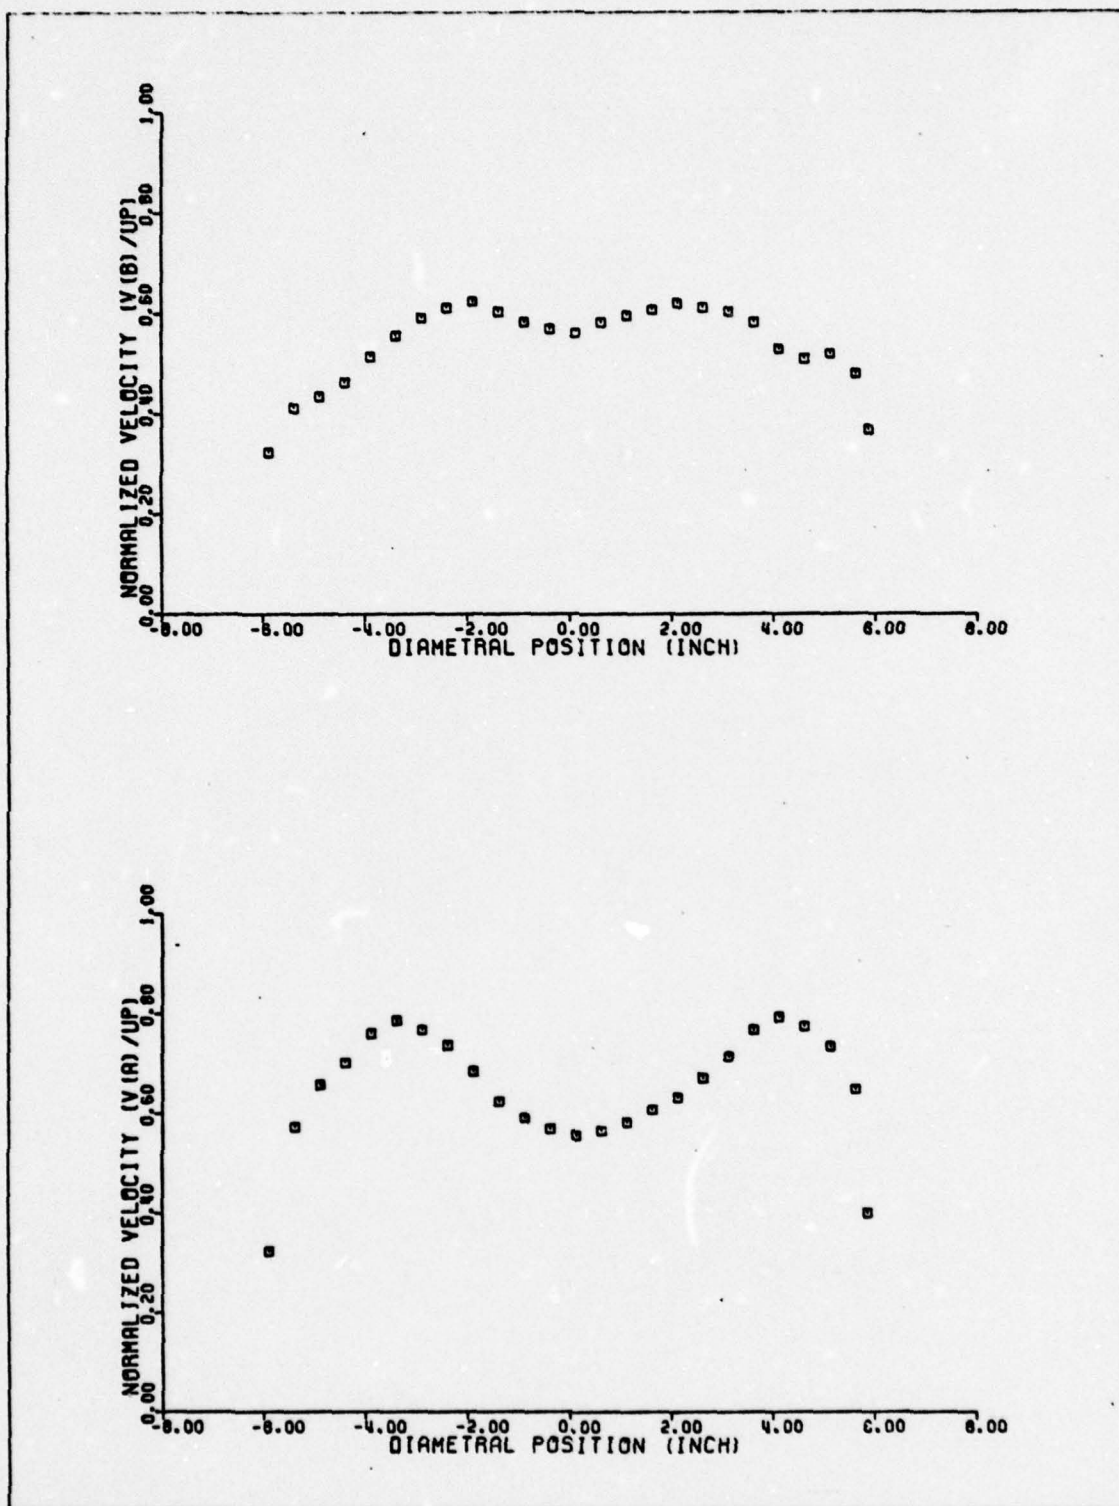 NORMALIZED VELOCITY (V(B)/UP)
1.00
0.80
0.60
0.40
0.20
0.00
-8.00 -6.00 -4.00 -2.00 0.00 2.00 4.00 6.00 8.00
DIAMETRAL POSITION (INCH)
NORMALIZED VELOCITY (V(A)/UP)
1.00
0.80
0.60
0.40
0.20
0.00
-8.00 -6.00 -4.00 -2.00 0.00 2.00 4.00 6.00 8.00
DIAMETRAL POSITION (INCH)